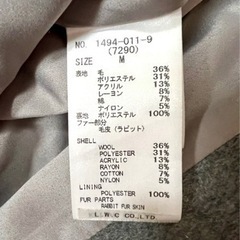 NO. 1494-011-9
(7290)
SIZE M
表地 毛 36%
ポリエステル 31%
アクリル 13%
レーヨン 8%
綿 7%
ナイロン 5%
裏地 ポリエステル 100%
ファー部分
毛皮(ラビット)
SHELL
WOOL 36%
POLYESTER 31%
ACRYLIC 13%
RAYON 8%
COTTON 7%
NYLON 5%
LINING
POLYESTER 100%
FUR PARTS
RABBIT FUR SKIN
L.W.C CO.,LTD